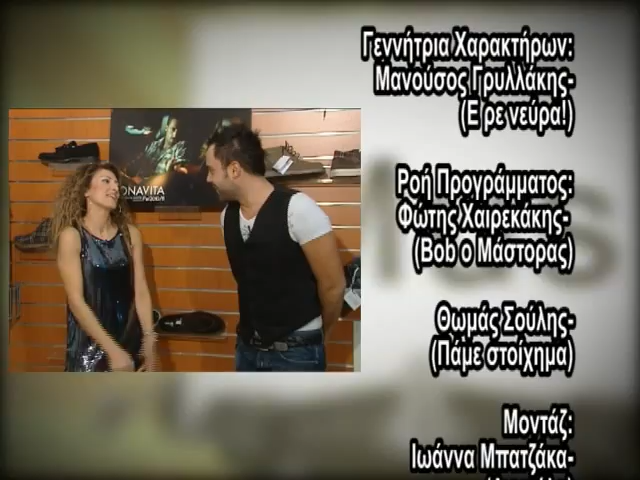 Γεννήτρια Χαρακτήρων:
Μανούσος Γρυλλάκης-
(Ε ρε νεύρα!)
Ροή Προγράμματος:
Φώτης Χαιρεκάκης-
(Bob ο Μάστορας)
Θωμάς Σούλης-
(Πάμε στοίχημα)
Μοντάζ:
Ιωάννα Μπατζάκα-
ONAVITA